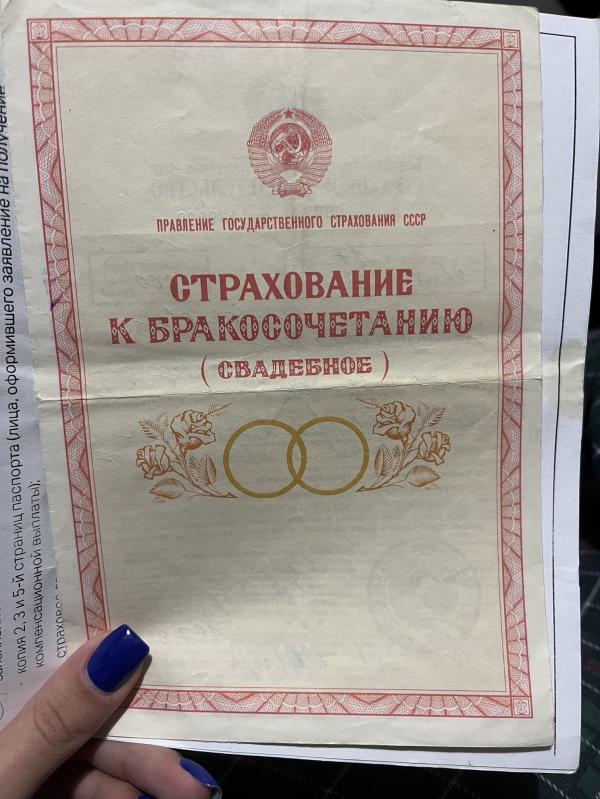 ПРАВЛЕНИЕ ГОСУДАРСТВЕННОГО СТРАХОВАНИЯ СССР
СТРАХОВАНИЕ
К БРАКОСОЧЕТАНИЮ
(СВАДЕБНОЕ)
оформившего заявление на получение
- копия 2, 3 и 5-й страниц паспорта (лица,
компенсационной выплаты);